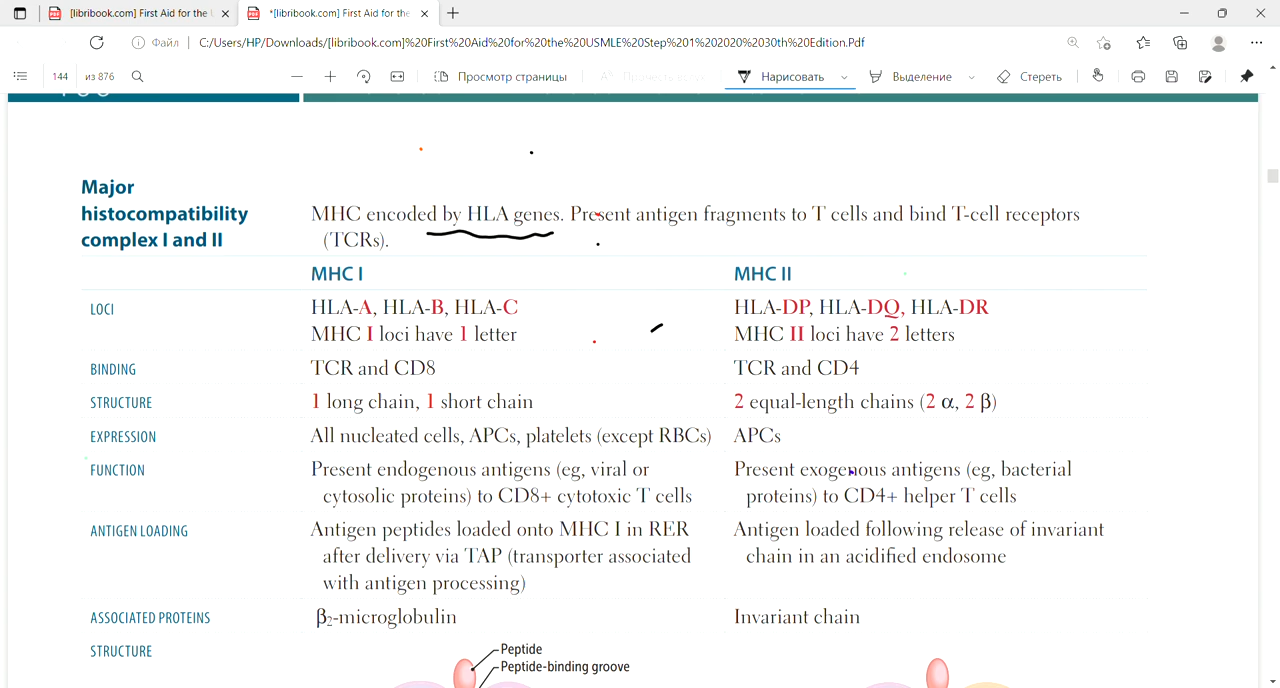 [libribook.com] First Aid for the U
*[libribook.com] First Aid for the
Файл
C:/Users/HP/Downloads/[libribook.com]%20First%20Aid%20for%20the%20USMLE%20Step%201%202020%2030th%20Edition.Pdf
144 из 876
Просмотр страницы
Нарисовать
Выделение
Стереть
Major
histocompatibility
complex I and II
MHC encoded by HLA genes. Present antigen fragments to T cells and bind T-cell receptors
(TCRs).
MHC I MHC II
LOCI
HLA-A, HLA-B, HLA-C
MHC I loci have 1 letter
HLA-DP, HLA-DQ, HLA-DR
MHC II loci have 2 letters
BINDING TCR and CD8 TCR and CD4
STRUCTURE 1 long chain, 1 short chain 2 equal-length chains (2 α, 2 β)
EXPRESSION All nucleated cells, APCs, platelets (except RBCs) APCs
FUNCTION
Present endogenous antigens (eg, viral or
cytosolic proteins) to CD8+ cytotoxic T cells
Present exogenous antigens (eg, bacterial
proteins) to CD4+ helper T cells
ANTIGEN LOADING
Antigen peptides loaded onto MHC I in RER
after delivery via TAP (transporter associated
with antigen processing)
Antigen loaded following release of invariant
chain in an acidified endosome
ASSOCIATED PROTEINS β2-microglobulin Invariant chain
STRUCTURE
Peptide
Peptide-binding groove